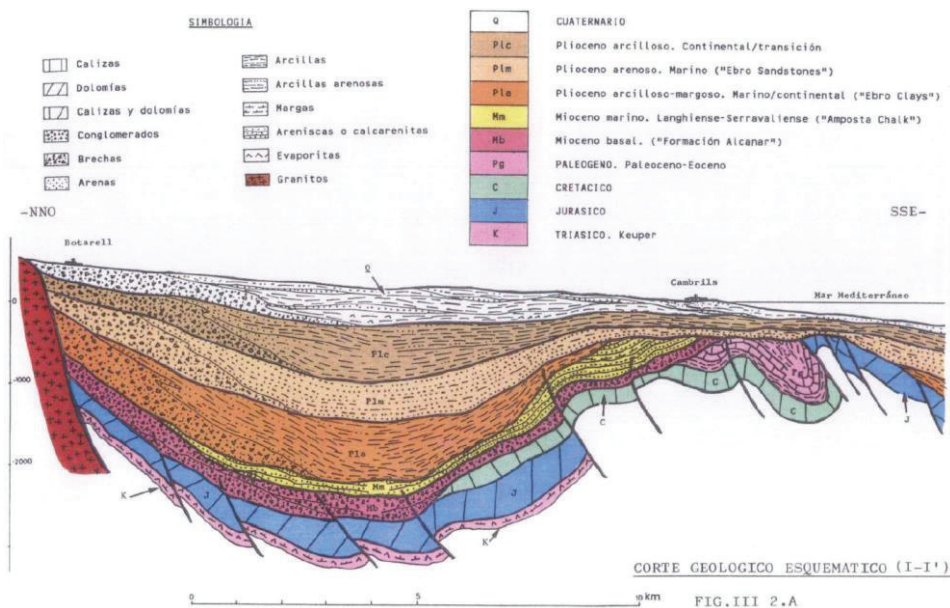 SIMBOLOGIA
Calizas
Dolomías
Calizas y dolomías
Conglomerados
Brechas
Arenas
Arcillas
Arcillas arenosas
Margas
Areniscas o calcarenitas
Evaporitas
Granitos
Q CUATERNARIO
Plc Plioceno arcilloso. Continental/transición
Plm Plioceno arenoso. Marino ("Ebro Sandstones")
Pla Plioceno arcilloso-margoso. Marino/continental ("Ebro Clays")
Mm Mioceno marino. Langhiense-Serravaliense ("Amposta Chalk")
Mb Mioceno basal. ("Formación Alcanar")
Pg PALEOGENO. Paleoceno-Eoceno
C CRETACICO
J JURASICO
K TRIASICO. Keuper
-NNO
SSE-
Botarell
Q
Cambrils
Mar Mediterráneo
0
Plc
-1000
Plm
Pg
C
C
C
J
Pla
-2000
Mm
Mb
J
J
K
K
CORTE GEOLOGICO ESQUEMATICO (I-I')
0 5 10 km
FIG.III 2.A